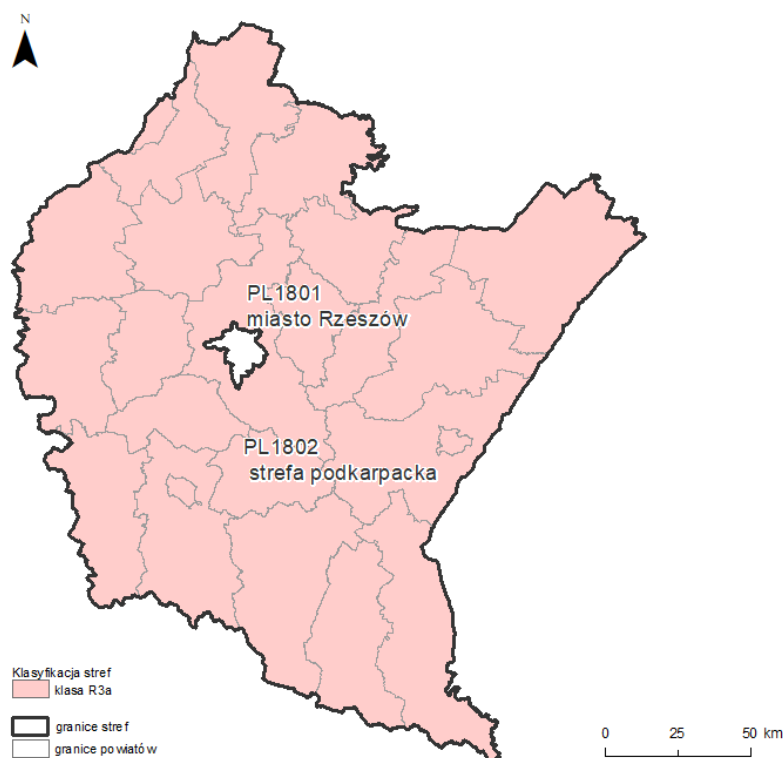 N
PL1801
miasto Rzeszów
PL1802
strefa podkarpacka
Klasyfikacja stref
klasa R3a
granice stref
granice powiatów
0 25 50 km